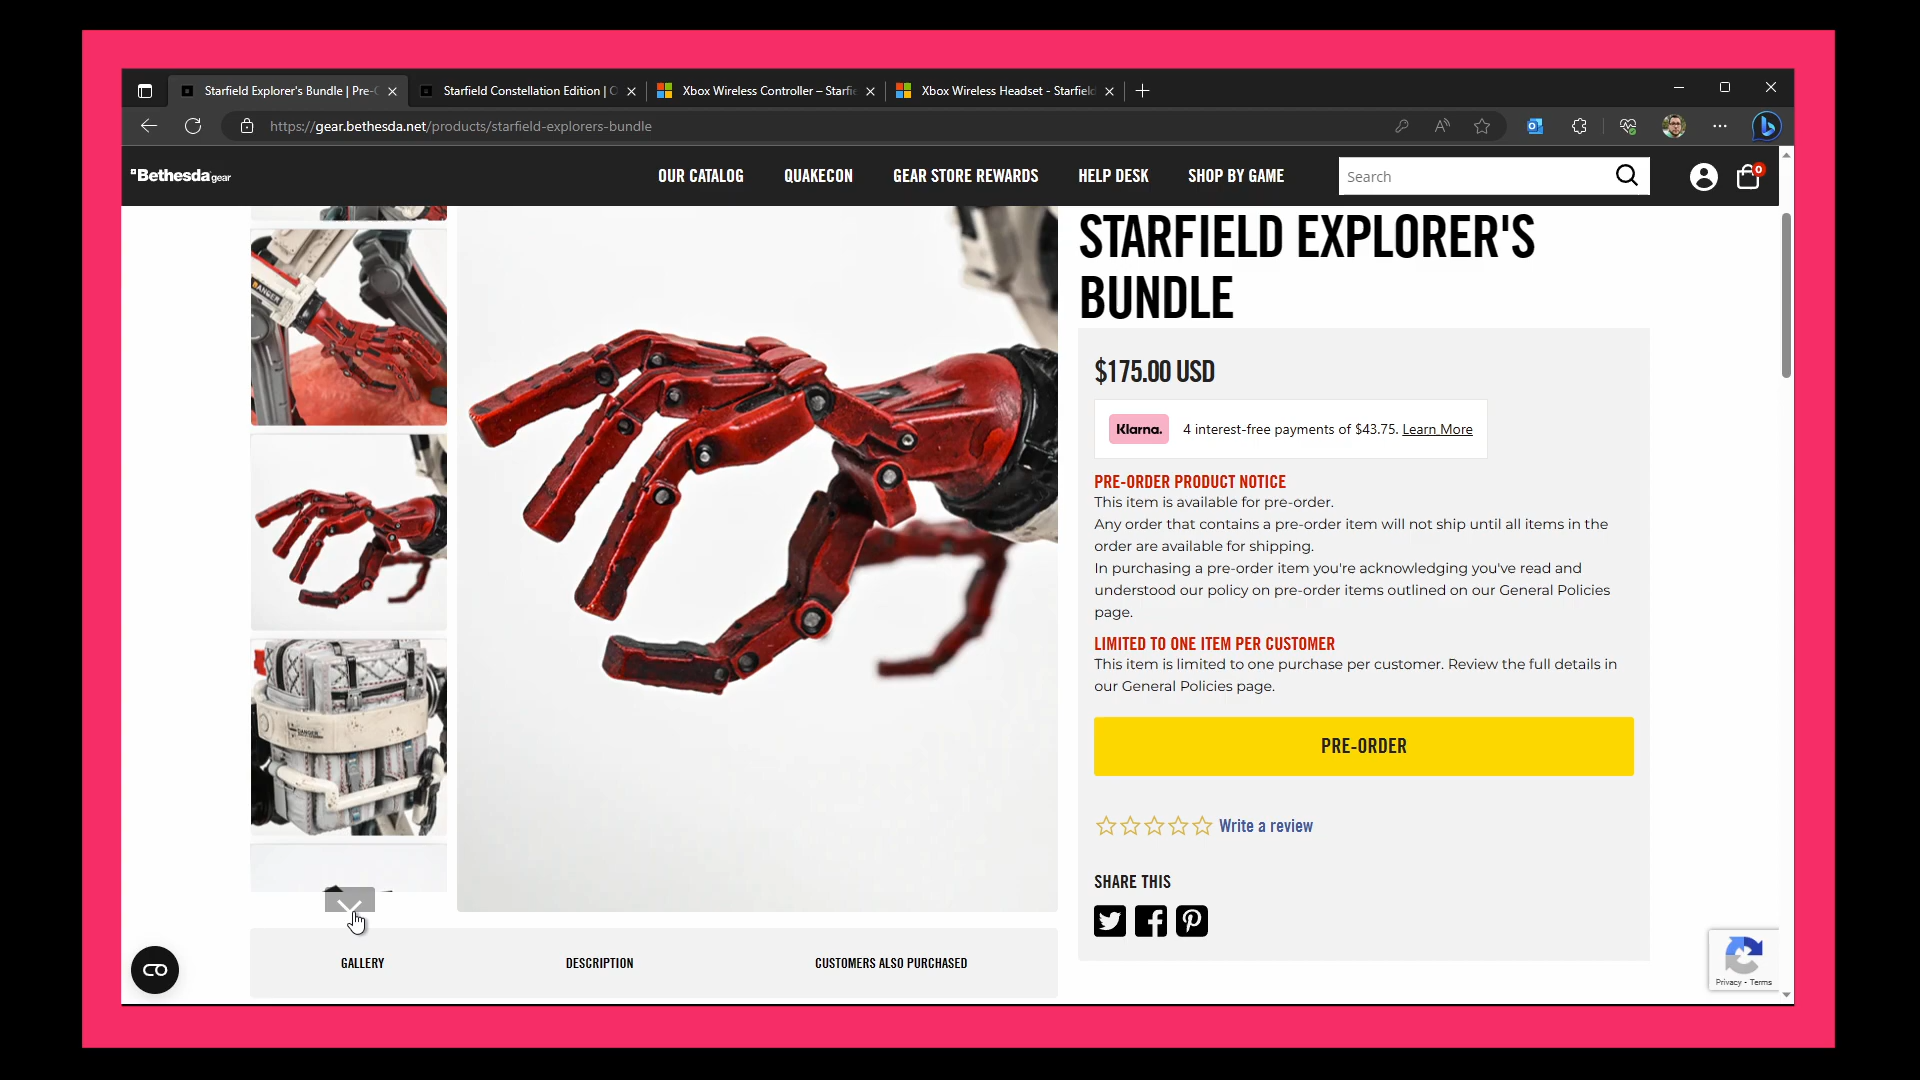 Starfield Explorer's Bundle | Pre-
Starfield Constellation Edition |
Xbox Wireless Controller – Starfie
Xbox Wireless Headset - Starfield
https://gear.bethesda.net/products/starfield-explorers-bundle
Bethesda gear
OUR CATALOG
QUAKECON
GEAR STORE REWARDS
HELP DESK
SHOP BY GAME
Search
0
STARFIELD EXPLORER'S
BUNDLE
$175.00 USD
Klarna.
4 interest-free payments of $43.75. Learn More
PRE-ORDER PRODUCT NOTICE
This item is available for pre-order.
Any order that contains a pre-order item will not ship until all items in the
order are available for shipping.
In purchasing a pre-order item you're acknowledging you've read and
understood our policy on pre-order items outlined on our General Policies
page.
LIMITED TO ONE ITEM PER CUSTOMER
This item is limited to one purchase per customer. Review the full details in
our General Policies page.
PRE-ORDER
Write a review
SHARE THIS
DANGER
DANGER
GALLERY
DESCRIPTION
CUSTOMERS ALSO PURCHASED
Privacy - Terms